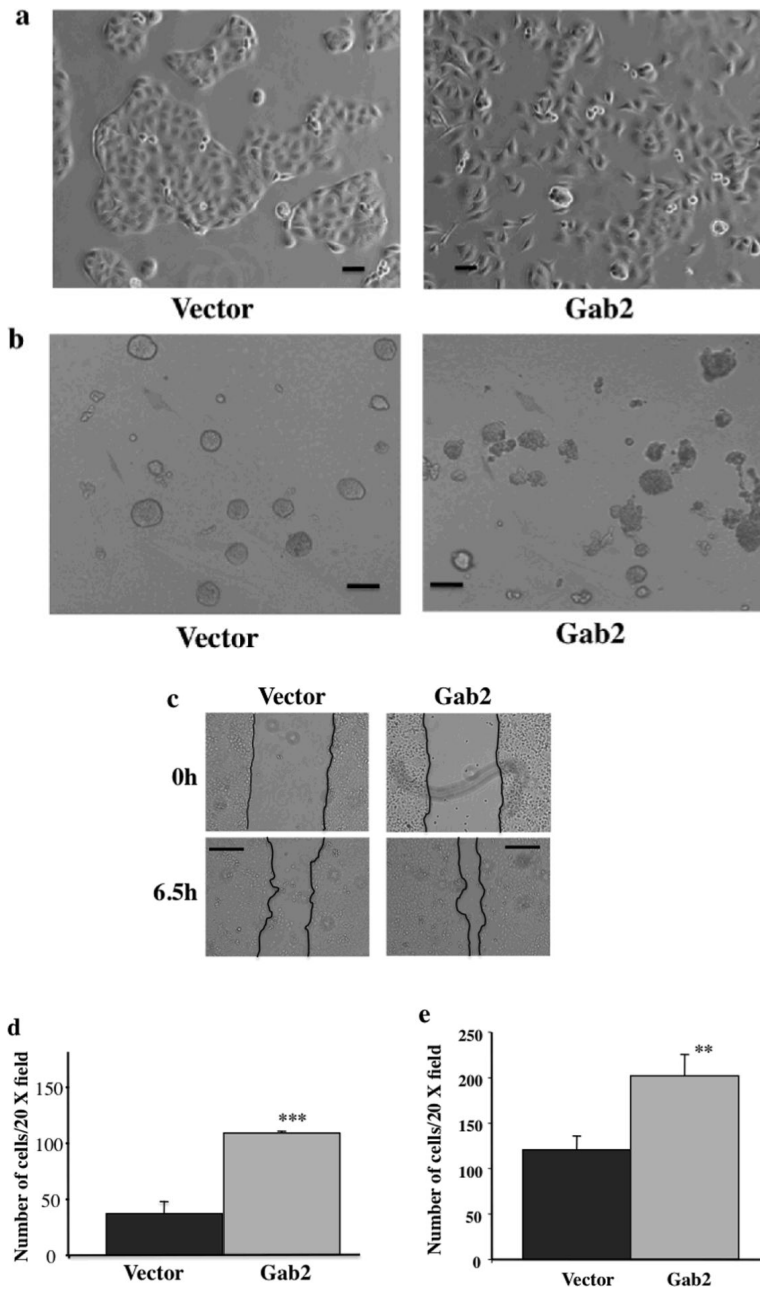 a
Vector Gab2
b
Vector Gab2
c Vector Gab2
0h
6.5h
d
Number of cells/20 X field
150
100
50
0
Vector Gab2
***
e
Number of cells/20 X field
250
200
150
100
50
0
Vector Gab2
**